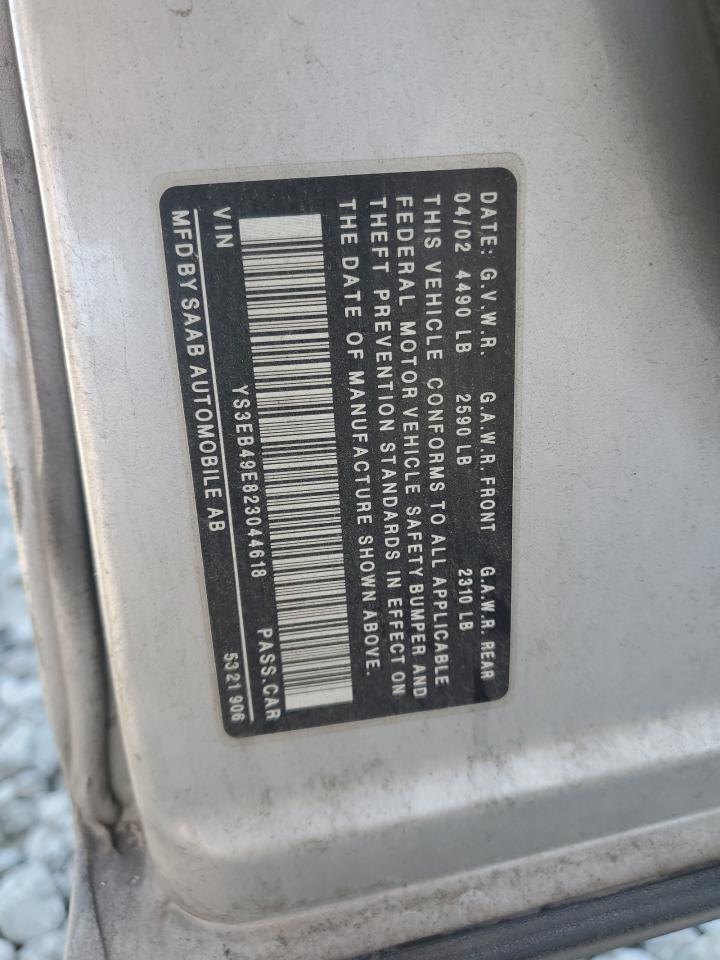 DATE: G.V.W.R. G.A.W.R. FRONT G.A.W.R. REAR
04/02 4490 LB 2590 LB 2310 LB
THIS VEHICLE CONFORMS TO ALL APPLICABLE
FEDERAL MOTOR VEHICLE SAFETY BUMPER AND
THEFT PREVENTION STANDARDS IN EFFECT ON
THE DATE OF MANUFACTURE SHOWN ABOVE.
VIN YS3EB49E823044618 PASS.CAR
MFD BY SAAB AUTOMOBILE AB 5321906